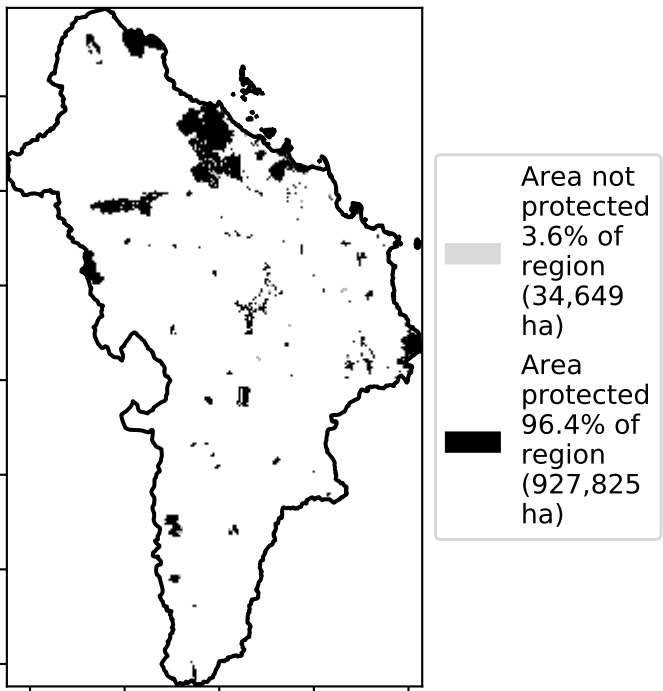 Area not
protected
3.6% of
region
(34,649
ha)
Area
protected
96.4% of
region
(927,825
ha)